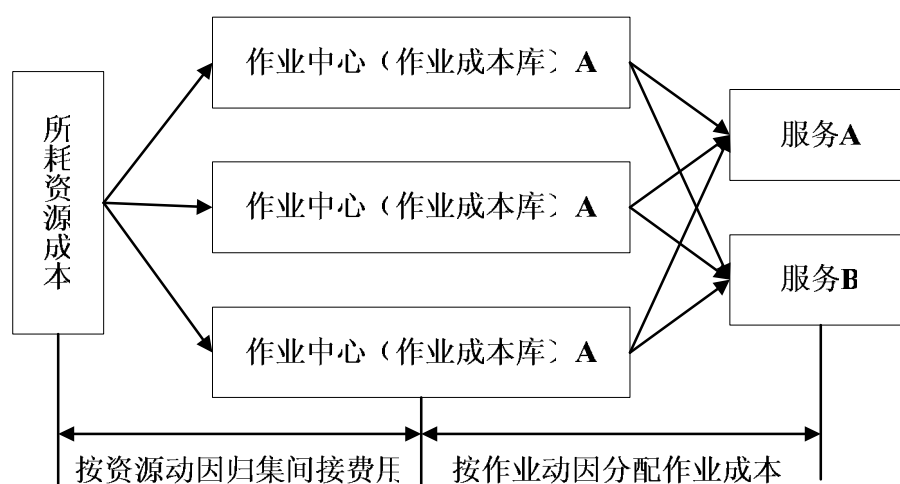 所耗资源成本
作业中心（作业成本库）A
作业中心（作业成本库）A
作业中心（作业成本库）A
服务A
服务B
按资源动因归集间接费用
按作业动因分配作业成本